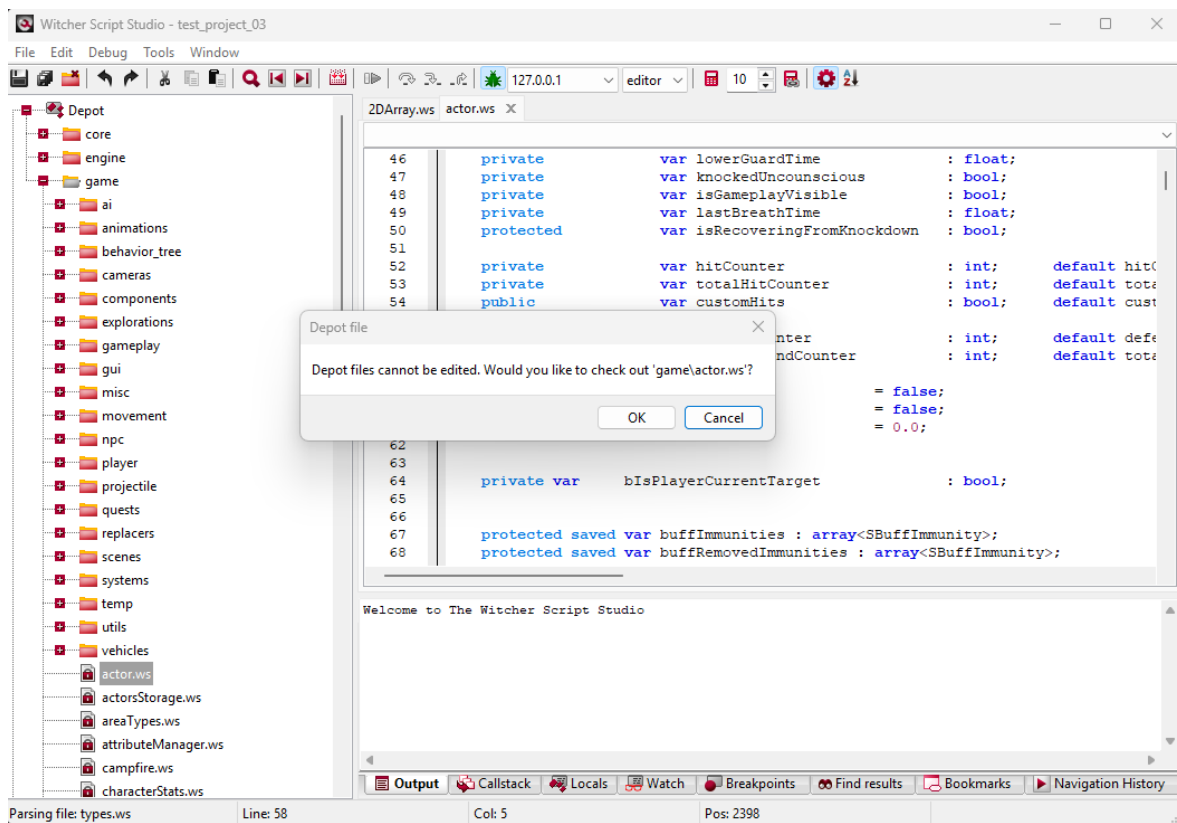 Witcher Script Studio - test_project_03
File Edit Debug Tools Window
127.0.0.1 editor 10
Depot
core
engine
game
ai
animations
behavior_tree
cameras
components
explorations
gameplay
gui
misc
movement
npc
player
projectile
quests
replacers
scenes
systems
temp
utils
vehicles
actor.ws
actorsStorage.ws
areaTypes.ws
attributeManager.ws
campfire.ws
characterStats.ws
2DArray.ws actor.ws
46 private var lowerGuardTime : float;
47 private var knockedUncounscious : bool;
48 private var isGameplayVisible : bool;
49 private var lastBreathTime : float;
50 protected var isRecoveringFromKnockdown : bool;
51
52 private var hitCounter : int; default hitC
53 private var totalHitCounter : int; default tota
54 public var customHits : bool; default cust
nter : int; default defe
ndCounter : int; default tota
= false;
= false;
= 0.0;
62
63
64 private var bIsPlayerCurrentTarget : bool;
65
66
67 protected saved var buffImmunities : array<SBuffImmunity>;
68 protected saved var buffRemovedImmunities : array<SBuffImmunity>;
Depot file
Depot files cannot be edited. Would you like to check out 'game\actor.ws'?
OK Cancel
Welcome to The Witcher Script Studio
Output Callstack Locals Watch Breakpoints Find results Bookmarks Navigation History
Parsing file: types.ws Line: 58 Col: 5 Pos: 2398